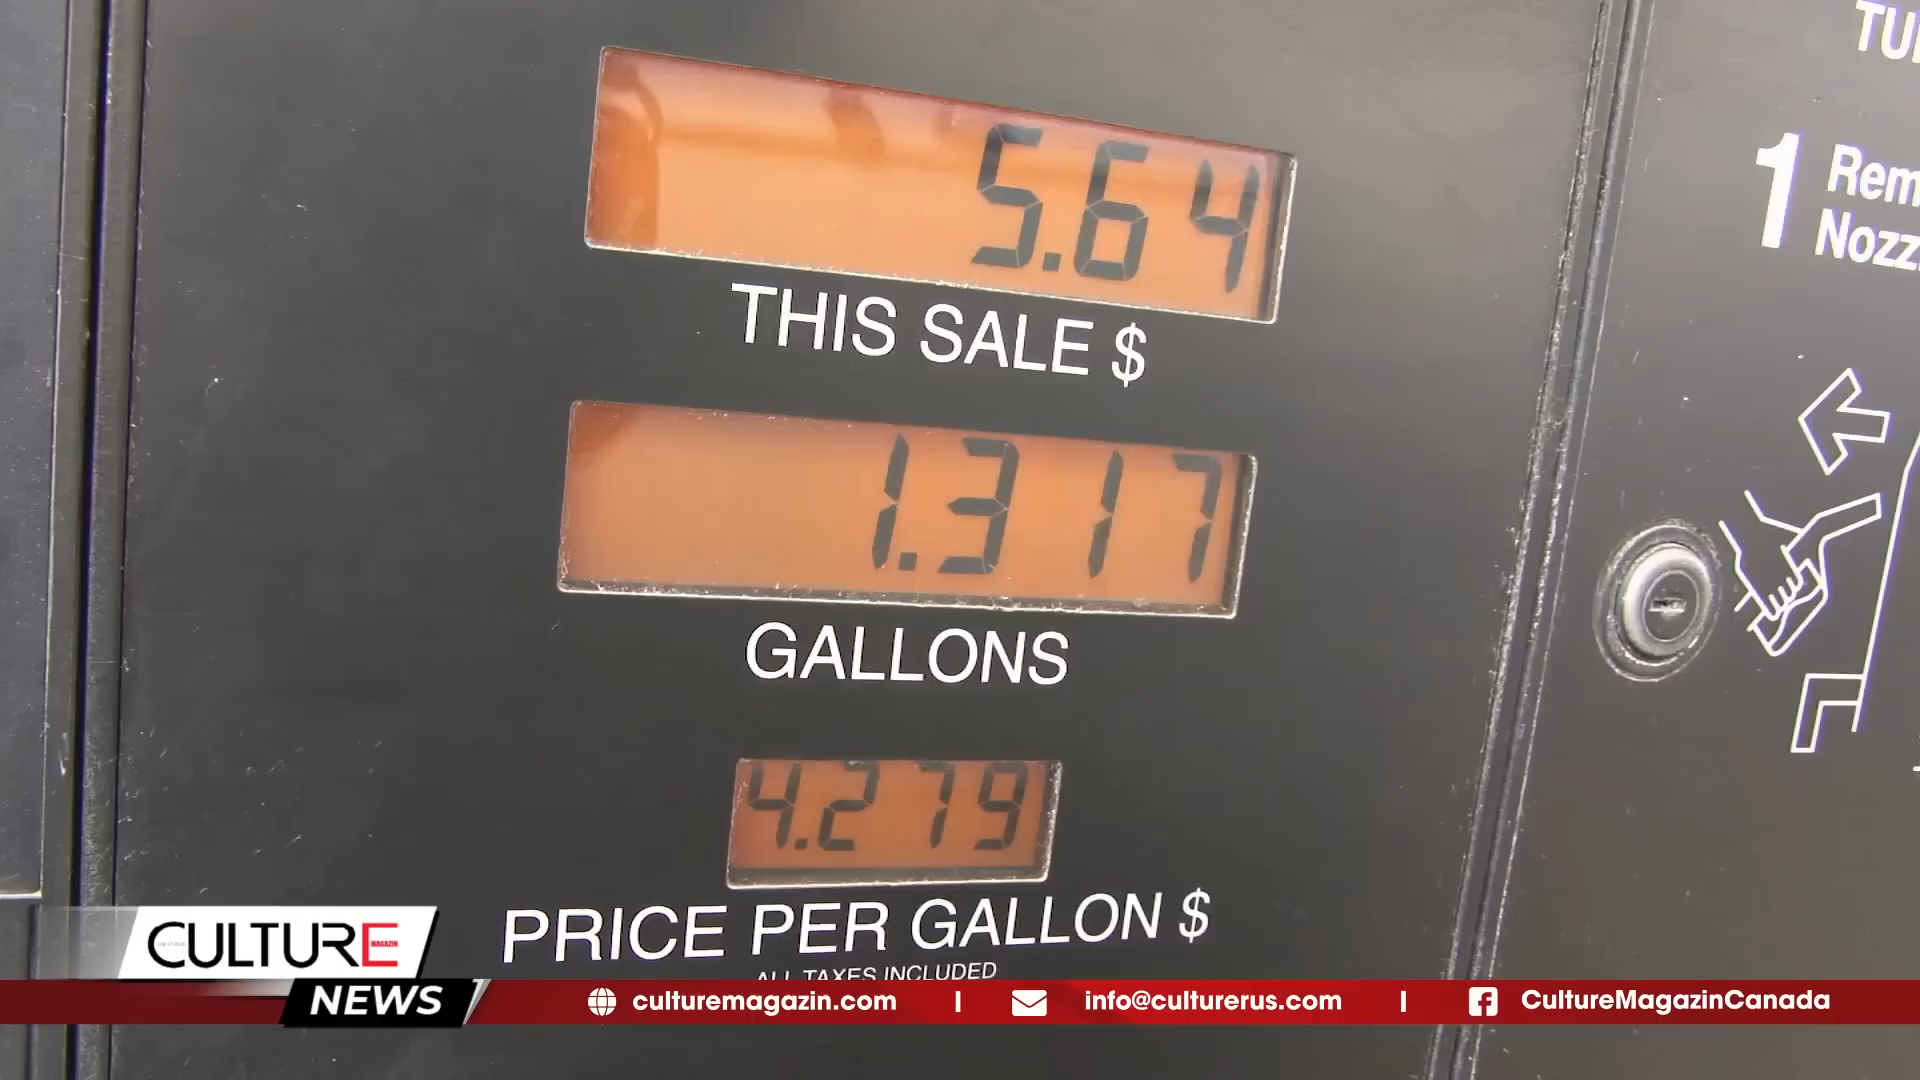 5.64
THIS SALE $
1.317
GALLONS
4.279
PRICE PER GALLON $
ALL TAXES INCLUDED
1
CULTURE
MAGAZIN
NEWS
culturemagazin.com | info@culturerus.com | CultureMagazinCanada